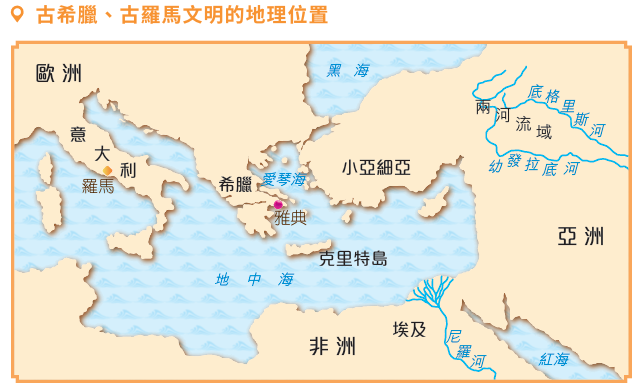 古希臘、古羅馬文明的地理位置
歐洲
黑海
底格里斯河
兩河流域
幼發拉底河
意大利
羅馬
希臘
愛琴海
小亞細亞
雅典
亞洲
克里特島
地中海
埃及
非洲
尼羅河
紅海